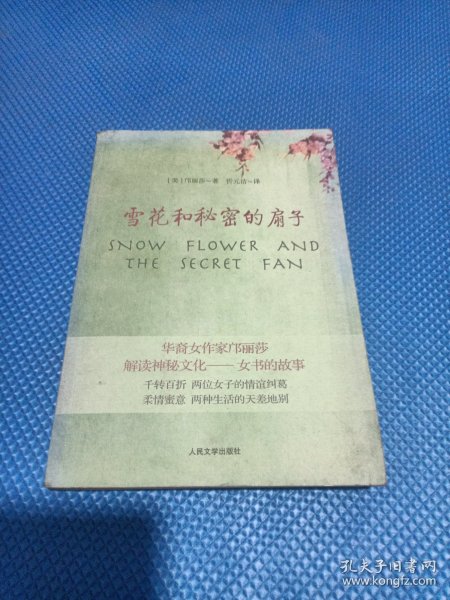 [美]邝丽莎~著 忻元洁~译
雪花和秘密的扇子
SNOW FLOWER AND
THE SECRET FAN
华裔女作家邝丽莎
解读神秘文化——女书的故事
千转百折 两位女子的情谊纠葛
柔情蜜意 两种生活的天差地别
人民文学出版社
孔夫子旧书网
www.kongfz.com